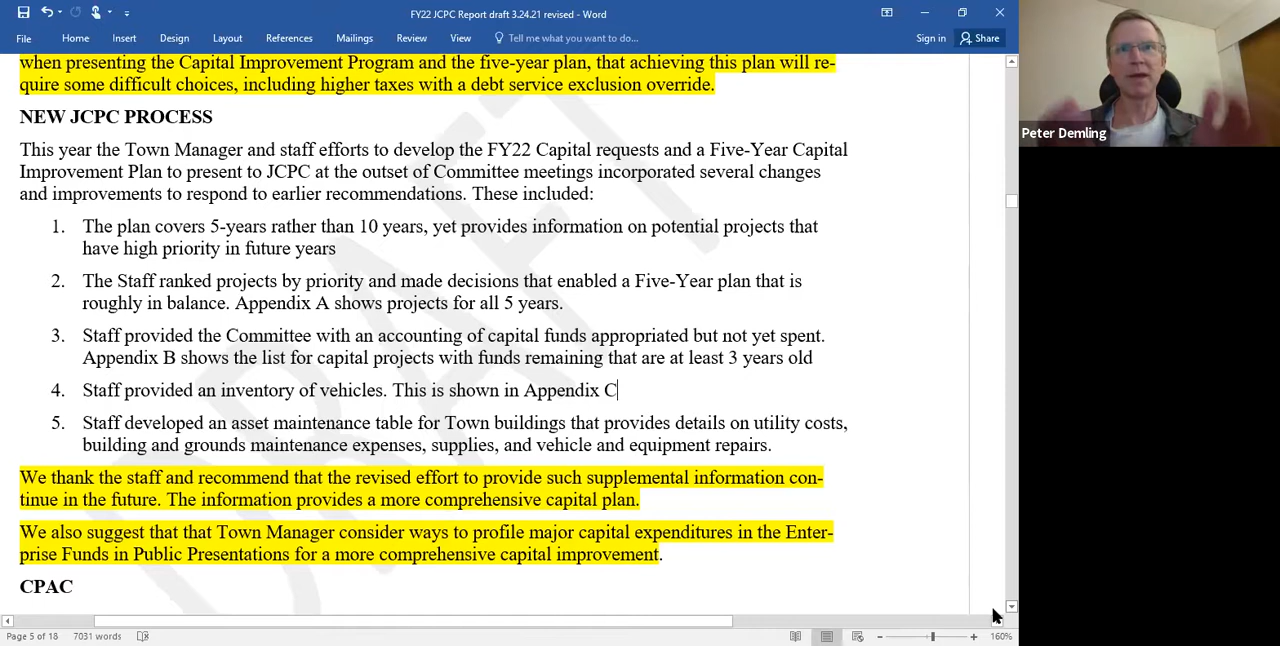 FY22 JCPC Report draft 3.24.21 revised - Word
File Home Insert Design Layout References Mailings Review View Tell me what you want to do... Sign in Share
when presenting the Capital Improvement Program and the five-year plan, that achieving this plan will re-
quire some difficult choices, including higher taxes with a debt service exclusion override.
NEW JCPC PROCESS
This year the Town Manager and staff efforts to develop the FY22 Capital requests and a Five-Year Capital
Improvement Plan to present to JCPC at the outset of Committee meetings incorporated several changes
and improvements to respond to earlier recommendations. These included:
1. The plan covers 5-years rather than 10 years, yet provides information on potential projects that
have high priority in future years
2. The Staff ranked projects by priority and made decisions that enabled a Five-Year plan that is
roughly in balance. Appendix A shows projects for all 5 years.
3. Staff provided the Committee with an accounting of capital funds appropriated but not yet spent.
Appendix B shows the list for capital projects with funds remaining that are at least 3 years old
4. Staff provided an inventory of vehicles. This is shown in Appendix C
5. Staff developed an asset maintenance table for Town buildings that provides details on utility costs,
building and grounds maintenance expenses, supplies, and vehicle and equipment repairs.
We thank the staff and recommend that the revised effort to provide such supplemental information con-
tinue in the future. The information provides a more comprehensive capital plan.
We also suggest that that Town Manager consider ways to profile major capital expenditures in the Enter-
prise Funds in Public Presentations for a more comprehensive capital improvement.
CPAC
DRAFT
Page 5 of 18 7031 words 160%
Peter Demling